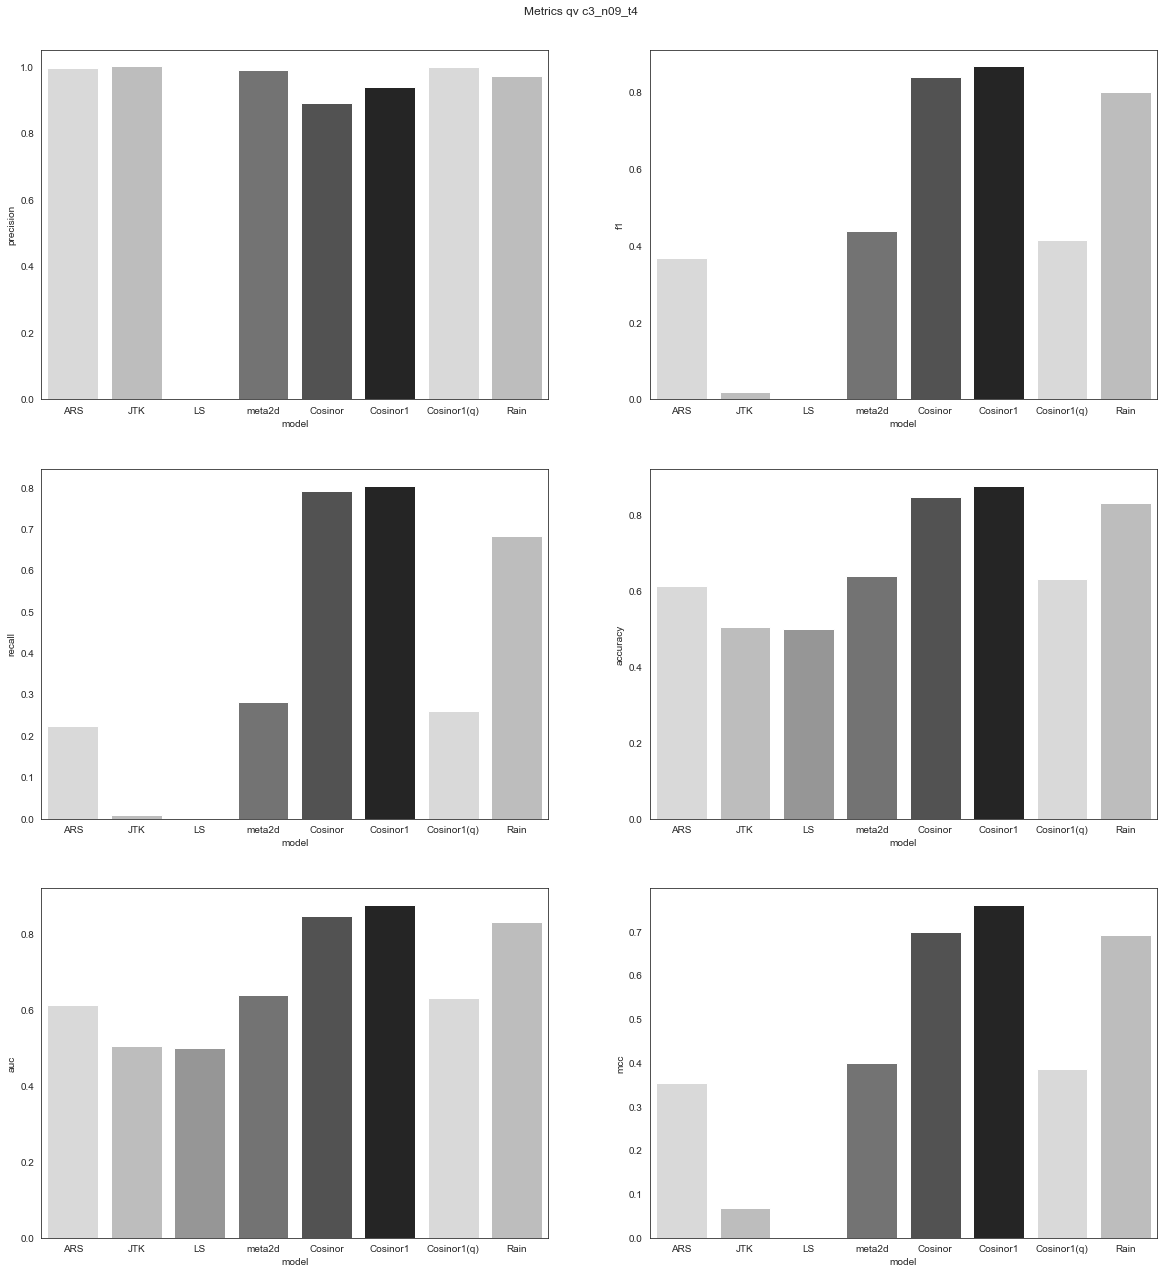 Metrics qv c3_n09_t4
1.0
0.8
0.6
0.4
0.2
0.0
precision
ARS JTK LS meta2d Cosinor Cosinor1 Cosinor1(q) Rain
model
0.8
0.6
0.4
0.2
0.0
f1
ARS JTK LS meta2d Cosinor Cosinor1 Cosinor1(q) Rain
model
0.8
0.7
0.6
0.5
0.4
0.3
0.2
0.1
0.0
recall
ARS JTK LS meta2d Cosinor Cosinor1 Cosinor1(q) Rain
model
0.8
0.6
0.4
0.2
0.0
accuracy
ARS JTK LS meta2d Cosinor Cosinor1 Cosinor1(q) Rain
model
0.8
0.6
0.4
0.2
0.0
auc
ARS JTK LS meta2d Cosinor Cosinor1 Cosinor1(q) Rain
model
0.7
0.6
0.5
0.4
0.3
0.2
0.1
0.0
mcc
ARS JTK LS meta2d Cosinor Cosinor1 Cosinor1(q) Rain
model